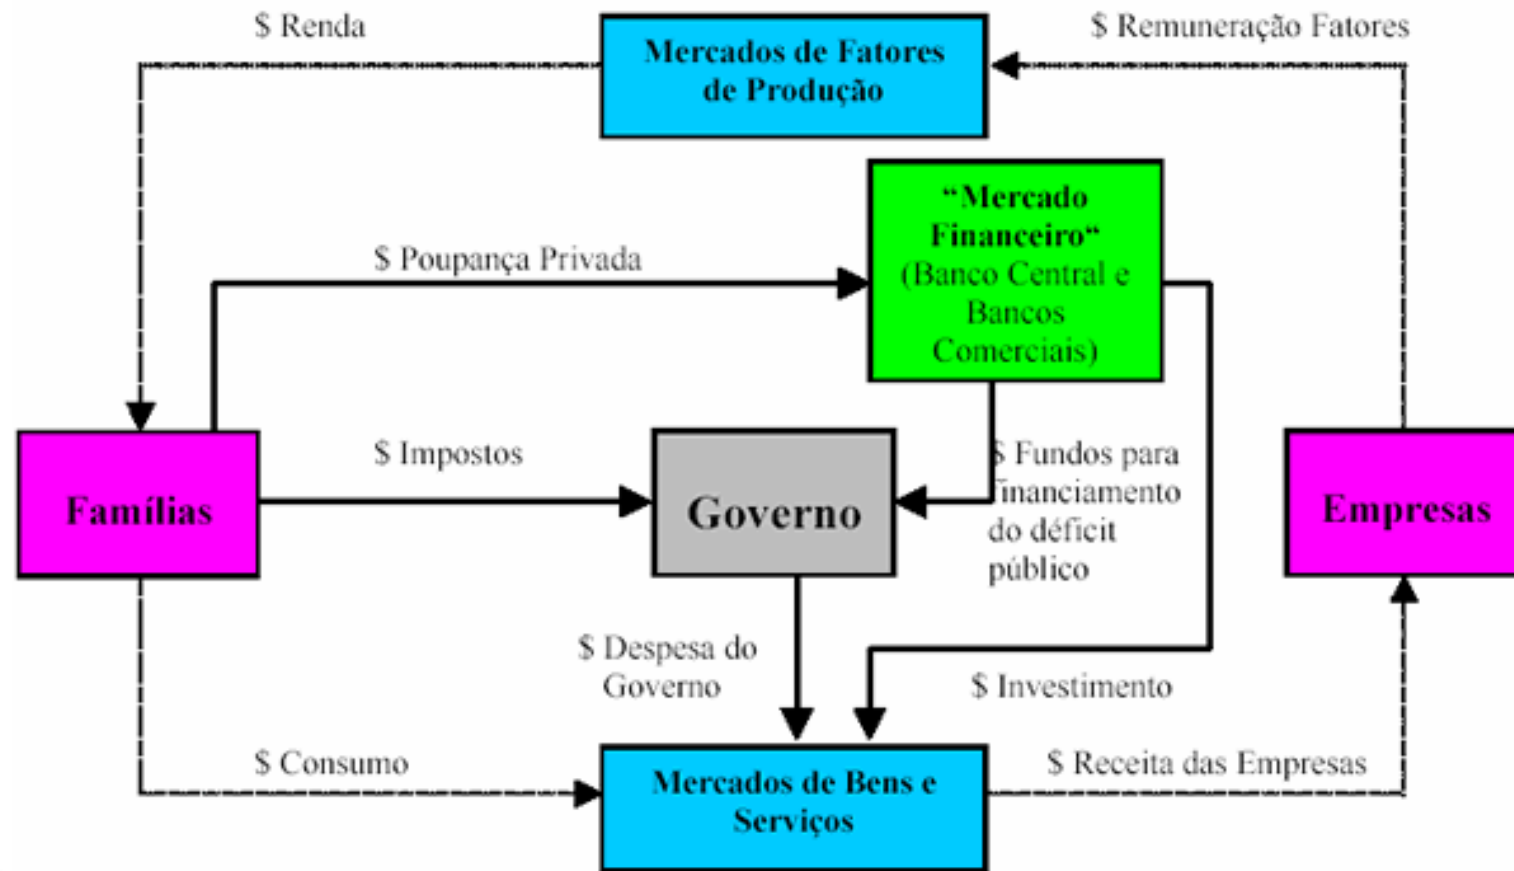 $ Renda
Mercados de Fatores
de Produção
$ Remuneração Fatores
“Mercado
Financeiro“
(Banco Central e
Bancos
Comerciais)
$ Poupança Privada
$ Impostos
Famílias
Governo
$ Fundos para
financiamento
do déficit
público
Empresas
$ Despesa do
Governo
$ Investimento
$ Consumo
Mercados de Bens e
Serviços
$ Receita das Empresas